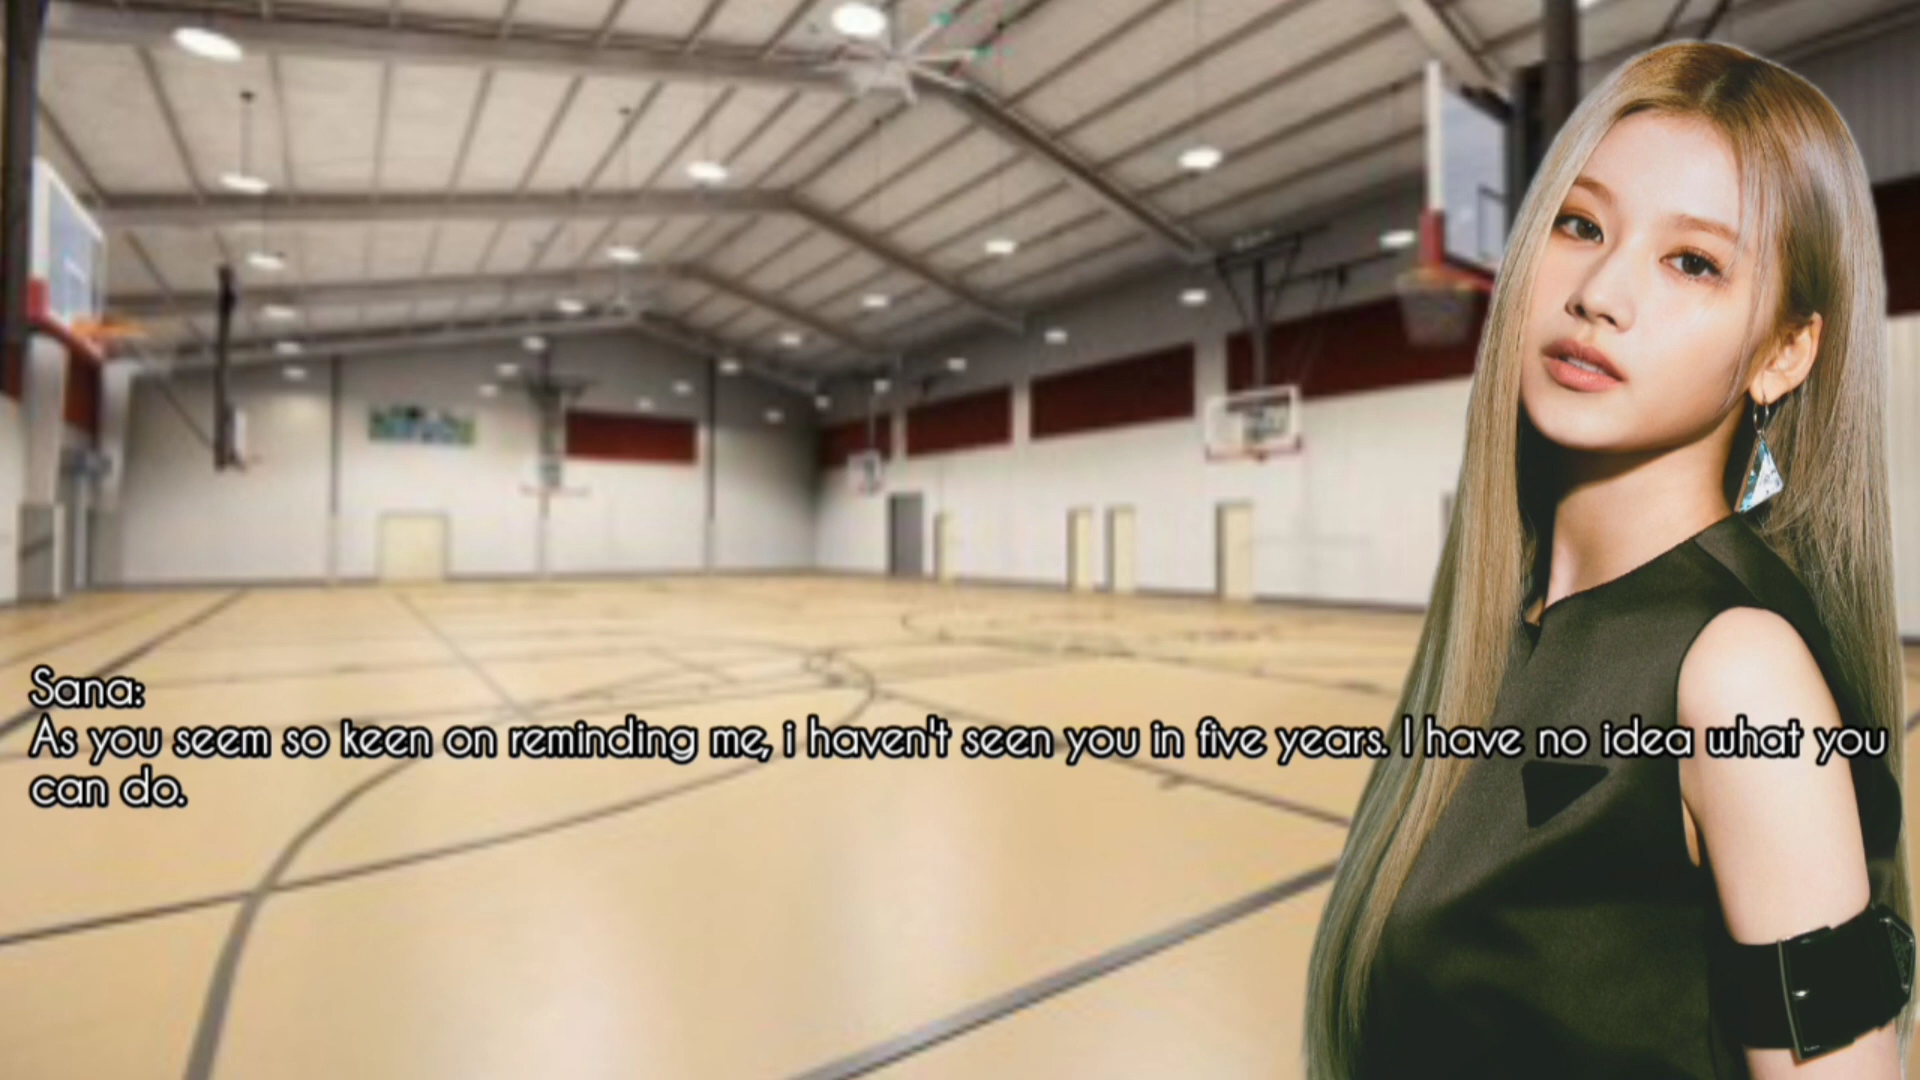 Sana:
As you seem so keen on reminding me, i haven't seen you in five years. I have no idea what you
can do.